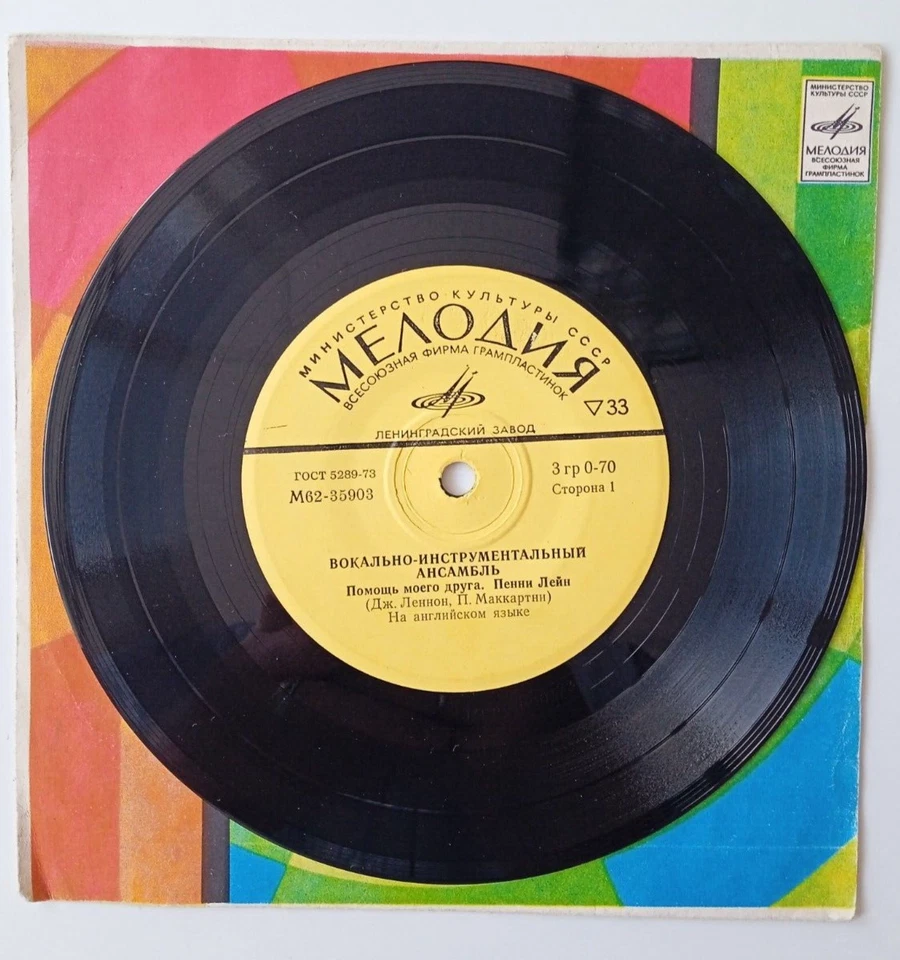 МИНИСТЕРСТВО
КУЛЬТУРЫ СССР
МЕЛОДИЯ
ВСЕСОЮЗНАЯ
ФИРМА
ГРАМПЛАСТИНОК
МИНИСТЕРСТВО КУЛЬТУРЫ СССР
МЕЛОДИЯ
ВСЕСОЮЗНАЯ ФИРМА ГРАМПЛАСТИНОК
▽33
ЛЕНИНГРАДСКИЙ ЗАВОД
ГОСТ 5289-73
М62-35903
3 гр 0-70
Сторона 1
ВОКАЛЬНО-ИНСТРУМЕНТАЛЬНЫЙ
АНСАМБЛЬ
Помощь моего друга. Пенни Лейн
(Дж. Леннон, П. Маккартни)
На английском языке